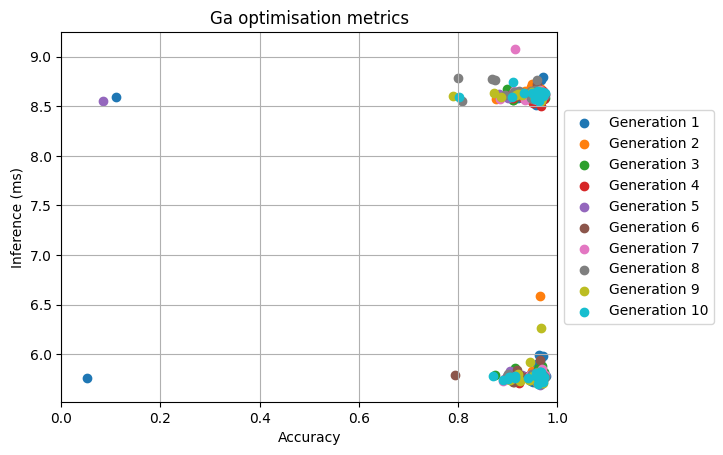 Ga optimisation metrics
Inference (ms)
9.0
8.5
8.0
7.5
7.0
6.5
6.0
0.0
0.2
0.4
0.6
0.8
1.0
Accuracy
Generation 1
Generation 2
Generation 3
Generation 4
Generation 5
Generation 6
Generation 7
Generation 8
Generation 9
Generation 10